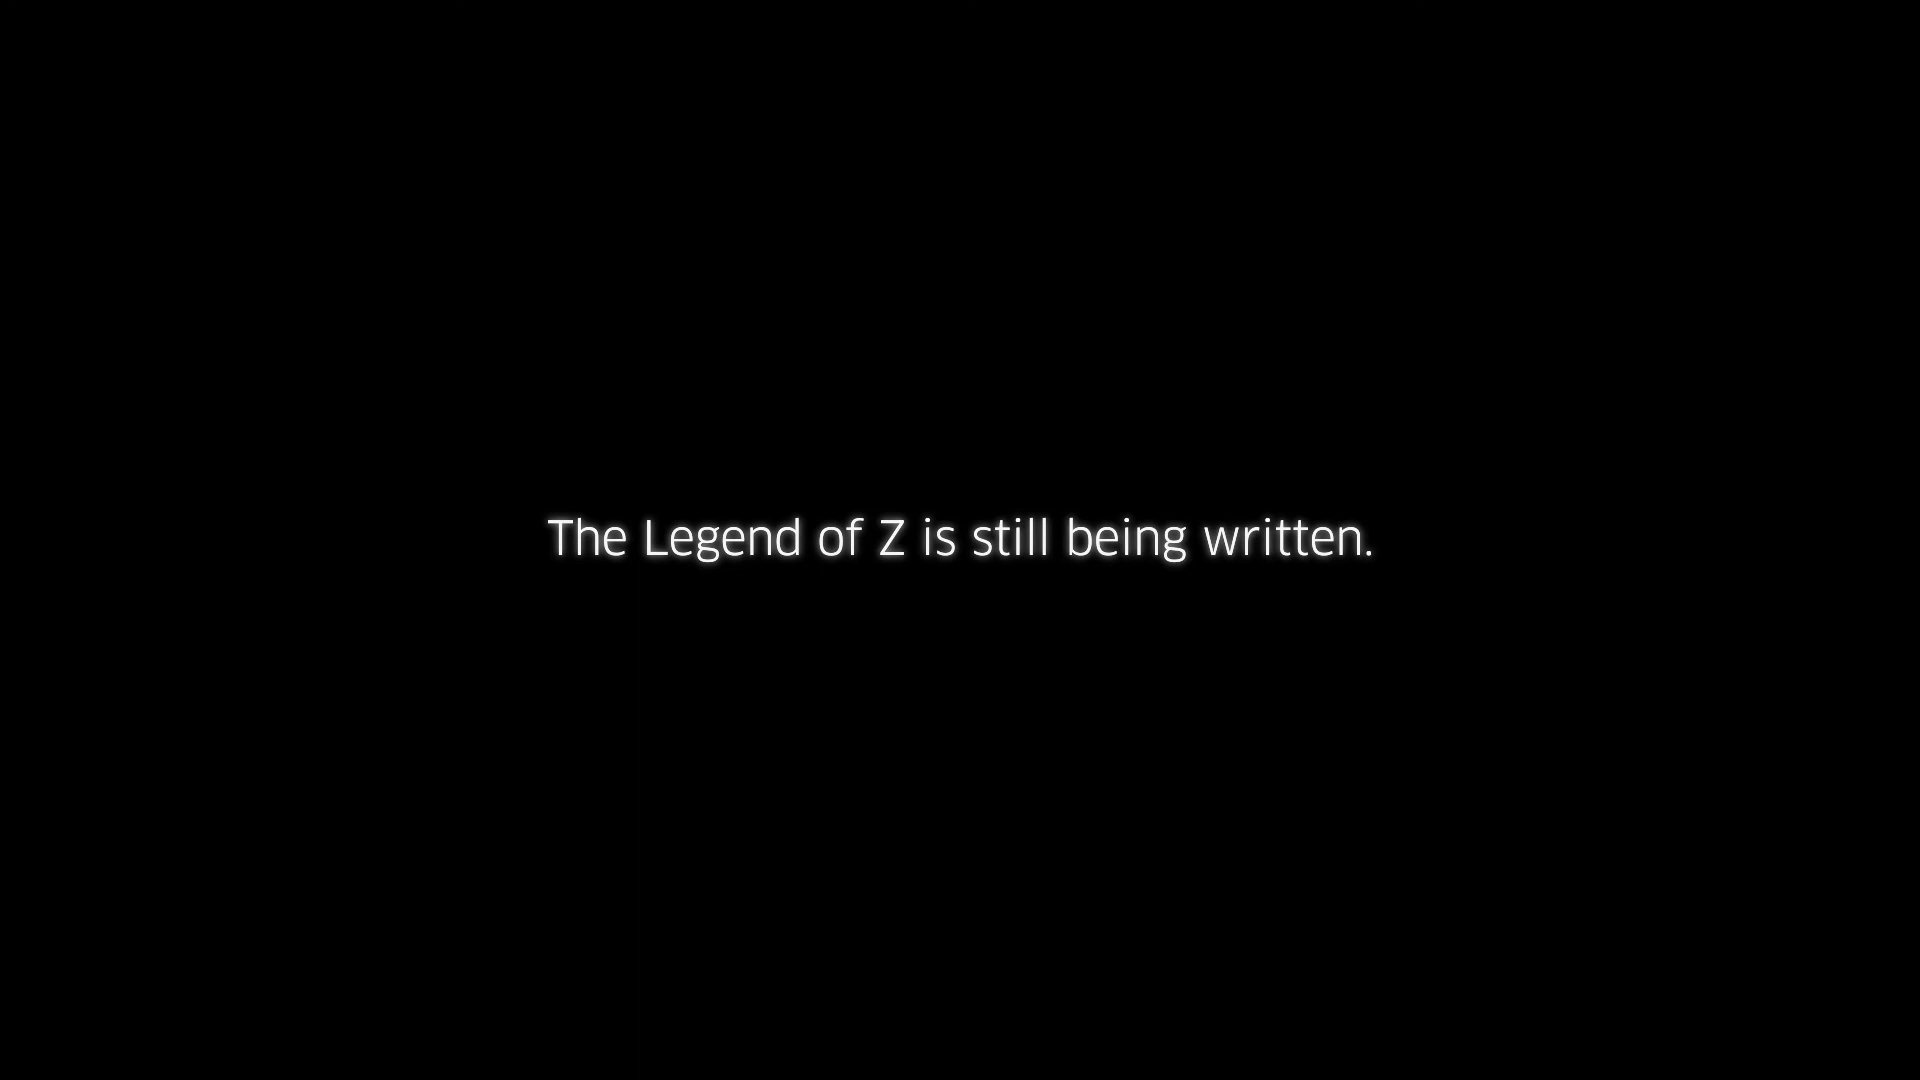 The Legend of Z is still being written.